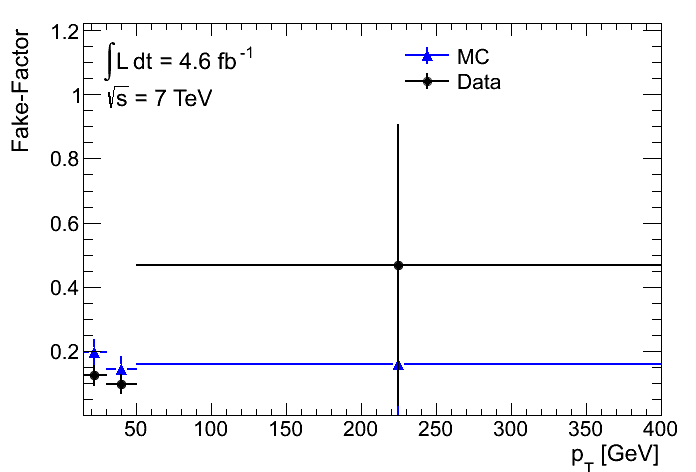 Fake-Factor
1.2
1
0.8
0.6
0.4
0.2
∫L dt = 4.6 fb⁻¹
√s = 7 TeV
MC
Data
50 100 150 200 250 300 350 400
p_T [GeV]